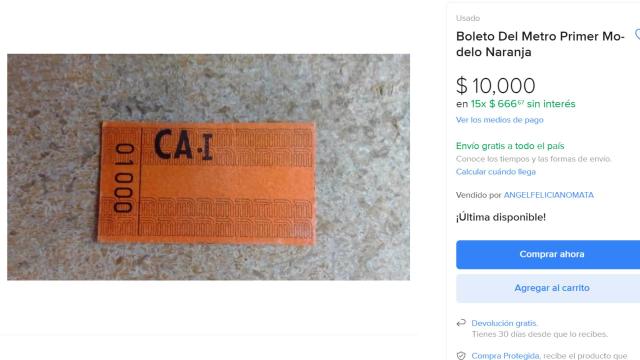 CA·I
01000
Usado
Boleto Del Metro Primer Mo-
delo Naranja
$ 10,000
en 15x $ 666⁶⁷ sin interés
Ver los medios de pago
Envío gratis a todo el país
Conoce los tiempos y las formas de envío.
Calcular cuándo llega
Vendido por ANGELFELICIANOMATA
¡Última disponible!
Comprar ahora
Agregar al carrito
Devolución gratis.
Tienes 30 días desde que lo recibes.
Compra Protegida, recibe el producto que